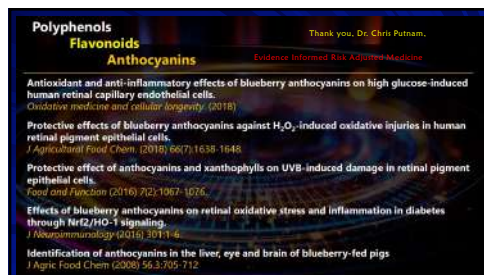 Polyphenols
Thank you, Dr. Chris Putnam,
Flavonoids
Anthocyanins
Evidence Informed Risk Adjusted Medicine
Antioxidant and anti-inflammatory effects of blueberry anthocyanins on high glucose-induced
human retinal capillary endothelial cells.
Oxidative medicine and cellular longevity. (2018)
Protective effects of blueberry anthocyanins against H₂O₂-induced oxidative injuries in human
retinal pigment epithelial cells.
J Agricultural Food Chem. (2018) 66(7):1638-1648.
Protective effect of anthocyanins and xanthophylls on UVB-induced damage in retinal pigment
epithelial cells.
Food and Function (2016) 7(2):1067-1076.
Effects of blueberry anthocyanins on retinal oxidative stress and inflammation in diabetes
through Nrf2/HO-1 signaling.
J Neuroimmunology (2016) 301:1-6.
Identification of anthocyanins in the liver, eye and brain of blueberry-fed pigs
J Agric Food Chem (2008) 56.3:705-712